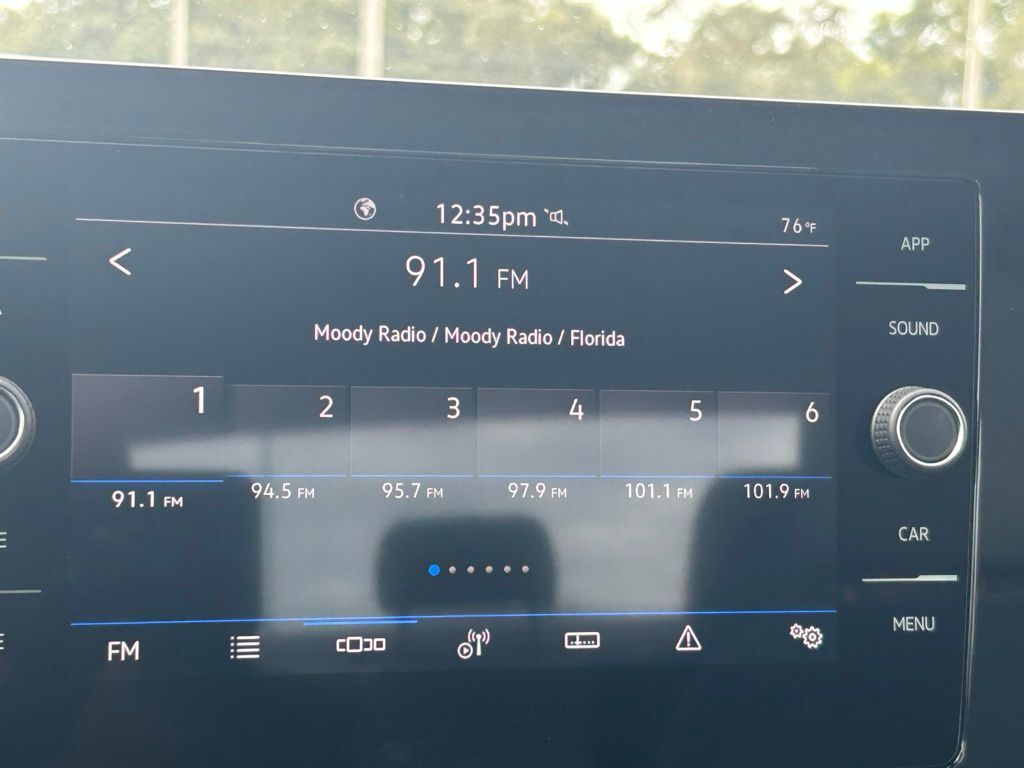 12:35pm
76°F
91.1 FM
Moody Radio / Moody Radio / Florida
1 2 3 4 5 6
91.1 FM 94.5 FM 95.7 FM 97.9 FM 101.1 FM 101.9 FM
FM
APP
SOUND
CAR
MENU